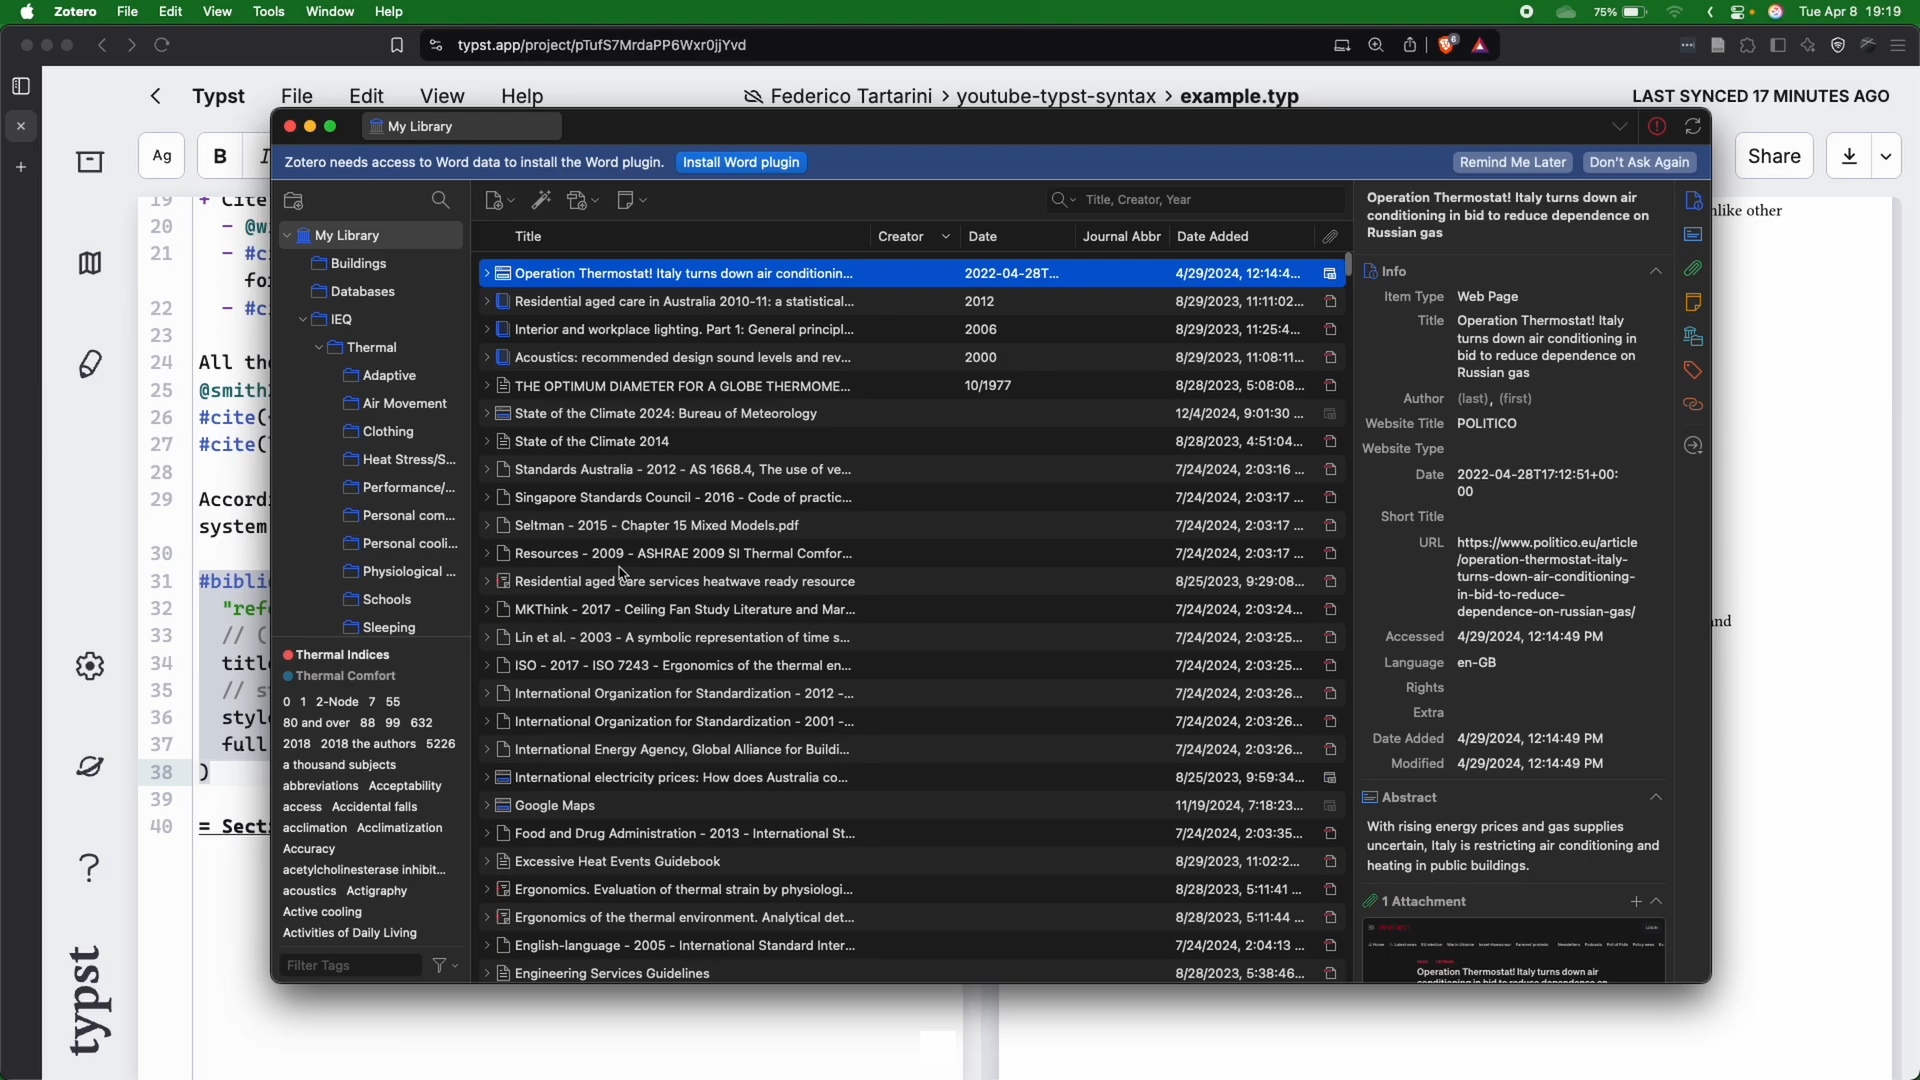 Zotero File Edit View Tools Window Help
75% Tue Apr 8 19:19
typst.app/project/pTufS7MrdaPP6Wxr0jjYvd
6
Typst File Edit View Help
Federico Tartarini > youtube-typst-syntax > example.typ
LAST SYNCED 17 MINUTES AGO
Ag B I
Share
My Library
Zotero needs access to Word data to install the Word plugin. Install Word plugin
Remind Me Later Don't Ask Again
Title, Creator, Year
Title Creator Date Journal Abbr Date Added
My Library
Buildings
Databases
IEQ
Thermal
Adaptive
Air Movement
Clothing
Heat Stress/S...
Performance/...
Personal com...
Personal cooli...
Physiological ...
Schools
Sleeping
Thermal Indices
Thermal Comfort
0 1 2-Node 7 55
80 and over 88 99 632
2018 2018 the authors 5226
a thousand subjects
abbreviations Acceptability
access Accidental falls
acclimation Acclimatization
Accuracy
acetylcholinesterase inhibit...
acoustics Actigraphy
Active cooling
Activities of Daily Living
Filter Tags
Operation Thermostat! Italy turns down air conditionin... 2022-04-28T... 4/29/2024, 12:14:4...
Residential aged care in Australia 2010-11: a statistical... 2012 8/29/2023, 11:11:02...
Interior and workplace lighting. Part 1: General principl... 2006 8/29/2023, 11:25:4...
Acoustics: recommended design sound levels and rev... 2000 8/29/2023, 11:08:11...
THE OPTIMUM DIAMETER FOR A GLOBE THERMOME... 10/1977 8/28/2023, 5:08:08...
State of the Climate 2024: Bureau of Meteorology 12/4/2024, 9:01:30 ...
State of the Climate 2014 8/28/2023, 4:51:04...
Standards Australia - 2012 - AS 1668.4, The use of ve... 7/24/2024, 2:03:16 ...
Singapore Standards Council - 2016 - Code of practic... 7/24/2024, 2:03:17 ...
Seltman - 2015 - Chapter 15 Mixed Models.pdf 7/24/2024, 2:03:17 ...
Resources - 2009 - ASHRAE 2009 SI Thermal Comfor... 7/24/2024, 2:03:17 ...
Residential aged care services heatwave ready resource 8/25/2023, 9:29:08...
MKThink - 2017 - Ceiling Fan Study Literature and Mar... 7/24/2024, 2:03:24...
Lin et al. - 2003 - A symbolic representation of time s... 7/24/2024, 2:03:25...
ISO - 2017 - ISO 7243 - Ergonomics of the thermal en... 7/24/2024, 2:03:25...
International Organization for Standardization - 2012 -... 7/24/2024, 2:03:26...
International Organization for Standardization - 2001 -... 7/24/2024, 2:03:26...
International Energy Agency, Global Alliance for Buildi... 7/24/2024, 2:03:26...
International electricity prices: How does Australia co... 8/25/2023, 9:59:34...
Google Maps 11/19/2024, 7:18:23...
Food and Drug Administration - 2013 - International St... 7/24/2024, 2:03:35...
Excessive Heat Events Guidebook 8/29/2023, 11:02:2...
Ergonomics. Evaluation of thermal strain by physiologi... 8/28/2023, 5:11:41 ...
Ergonomics of the thermal environment. Analytical det... 8/28/2023, 5:11:44 ...
English-language - 2005 - International Standard Inter... 7/24/2024, 2:04:13 ...
Engineering Services Guidelines 8/28/2023, 5:38:46...
Operation Thermostat! Italy turns down air
conditioning in bid to reduce dependence on
Russian gas
Info
Item Type Web Page
Title Operation Thermostat! Italy
turns down air conditioning in
bid to reduce dependence on
Russian gas
Author (last), (first)
Website Title POLITICO
Website Type
Date 2022-04-28T17:12:51+00:
00
Short Title
URL https://www.politico.eu/article
/operation-thermostat-italy-
turns-down-air-conditioning-
in-bid-to-reduce-
dependence-on-russian-gas/
Accessed 4/29/2024, 12:14:49 PM
Language en-GB
Rights
Extra
Date Added 4/29/2024, 12:14:49 PM
Modified 4/29/2024, 12:14:49 PM
Abstract
With rising energy prices and gas supplies
uncertain, Italy is restricting air conditioning and
heating in public buildings.
1 Attachment
Operation Thermostat! Italy turns down air
19 + Cite
20 - @w
21 - #c
fo
22 - #c
23
24 All th
25 @smith
26 #cite(
27 #cite(
28
29 Accord
system
30
31 #bibli
32 "ref
33 // (
34 titl
35 // s
36 styl
37 full
38 )
39
40 = Sect
nlike other
nd
typst